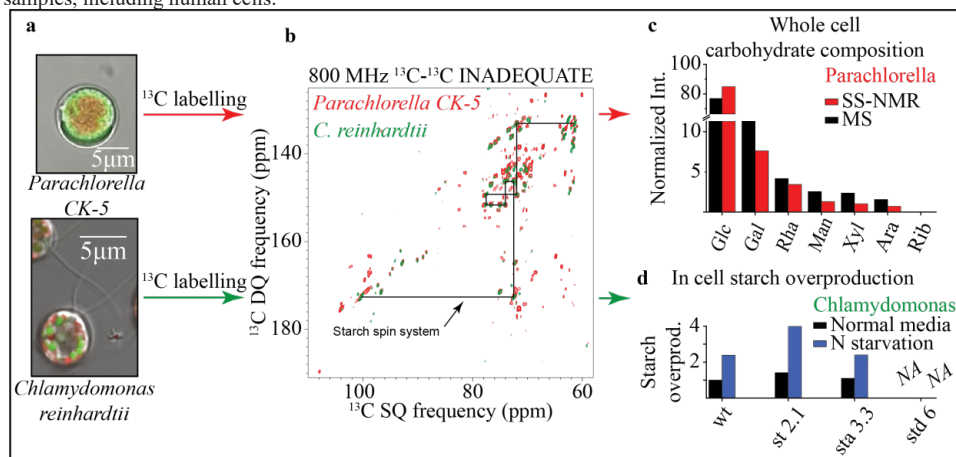 samples, including human cells.
a
b
c
Whole cell
carbohydrate composition
¹³C labelling
800 MHz ¹³C-¹³C INADEQUATE
Parachlorella CK-5
C. reinhardtii
Parachlorella
SS-NMR
MS
100
80
10
5
Normalized Int.
5μm
Parachlorella
CK-5
140
160
180
¹³C DQ frequency (ppm)
Glc
Gal
Rha
Man
Xyl
Ara
Rib
5μm
¹³C labelling
Starch spin system
d
In cell starch overproduction
Chlamydomonas
Normal media
N starvation
4
3
2
1
0
Starch
overprod.
NA
NA
100
80
60
¹³C SQ frequency (ppm)
Chlamydomonas
reinhardtii
wt
st 2.1
sta 3.3
std 6